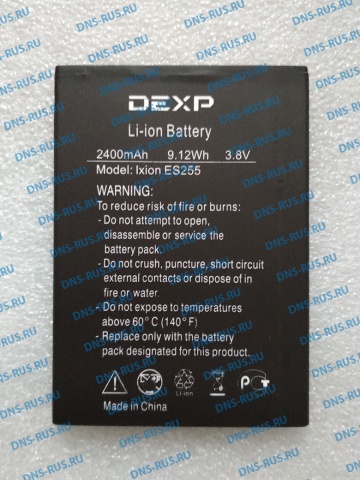 DEXP
Li-ion Battery
2400mAh 9.12Wh 3.8V
Model: Ixion ES255
WARNING:
To reduce risk of fire or burns:
- Do not attempt to open,
disassemble or service the
battery pack.
- Do not crush, puncture, short circuit
external contacts or dispose of in
fire or water.
- Do not expose to temperatures
above 60°C (140°F)
- Replace only with the battery
pack designated for this product.
Li-ion
Made in China
DNS-RUS.RU